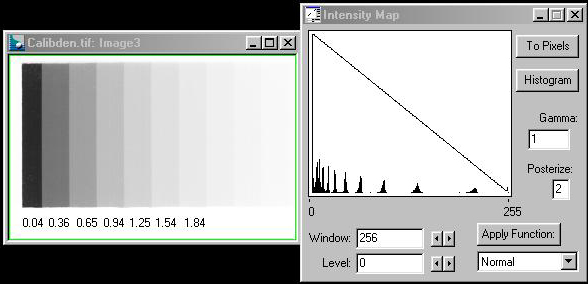 Calibden.tif: Image3
0.04 0.36 0.65 0.94 1.25 1.54 1.84
Intensity Map
To Pixels
Histogram
Gamma:
1
Posterize:
2
0 255
Window: 256
Apply Function:
Level: 0
Normal